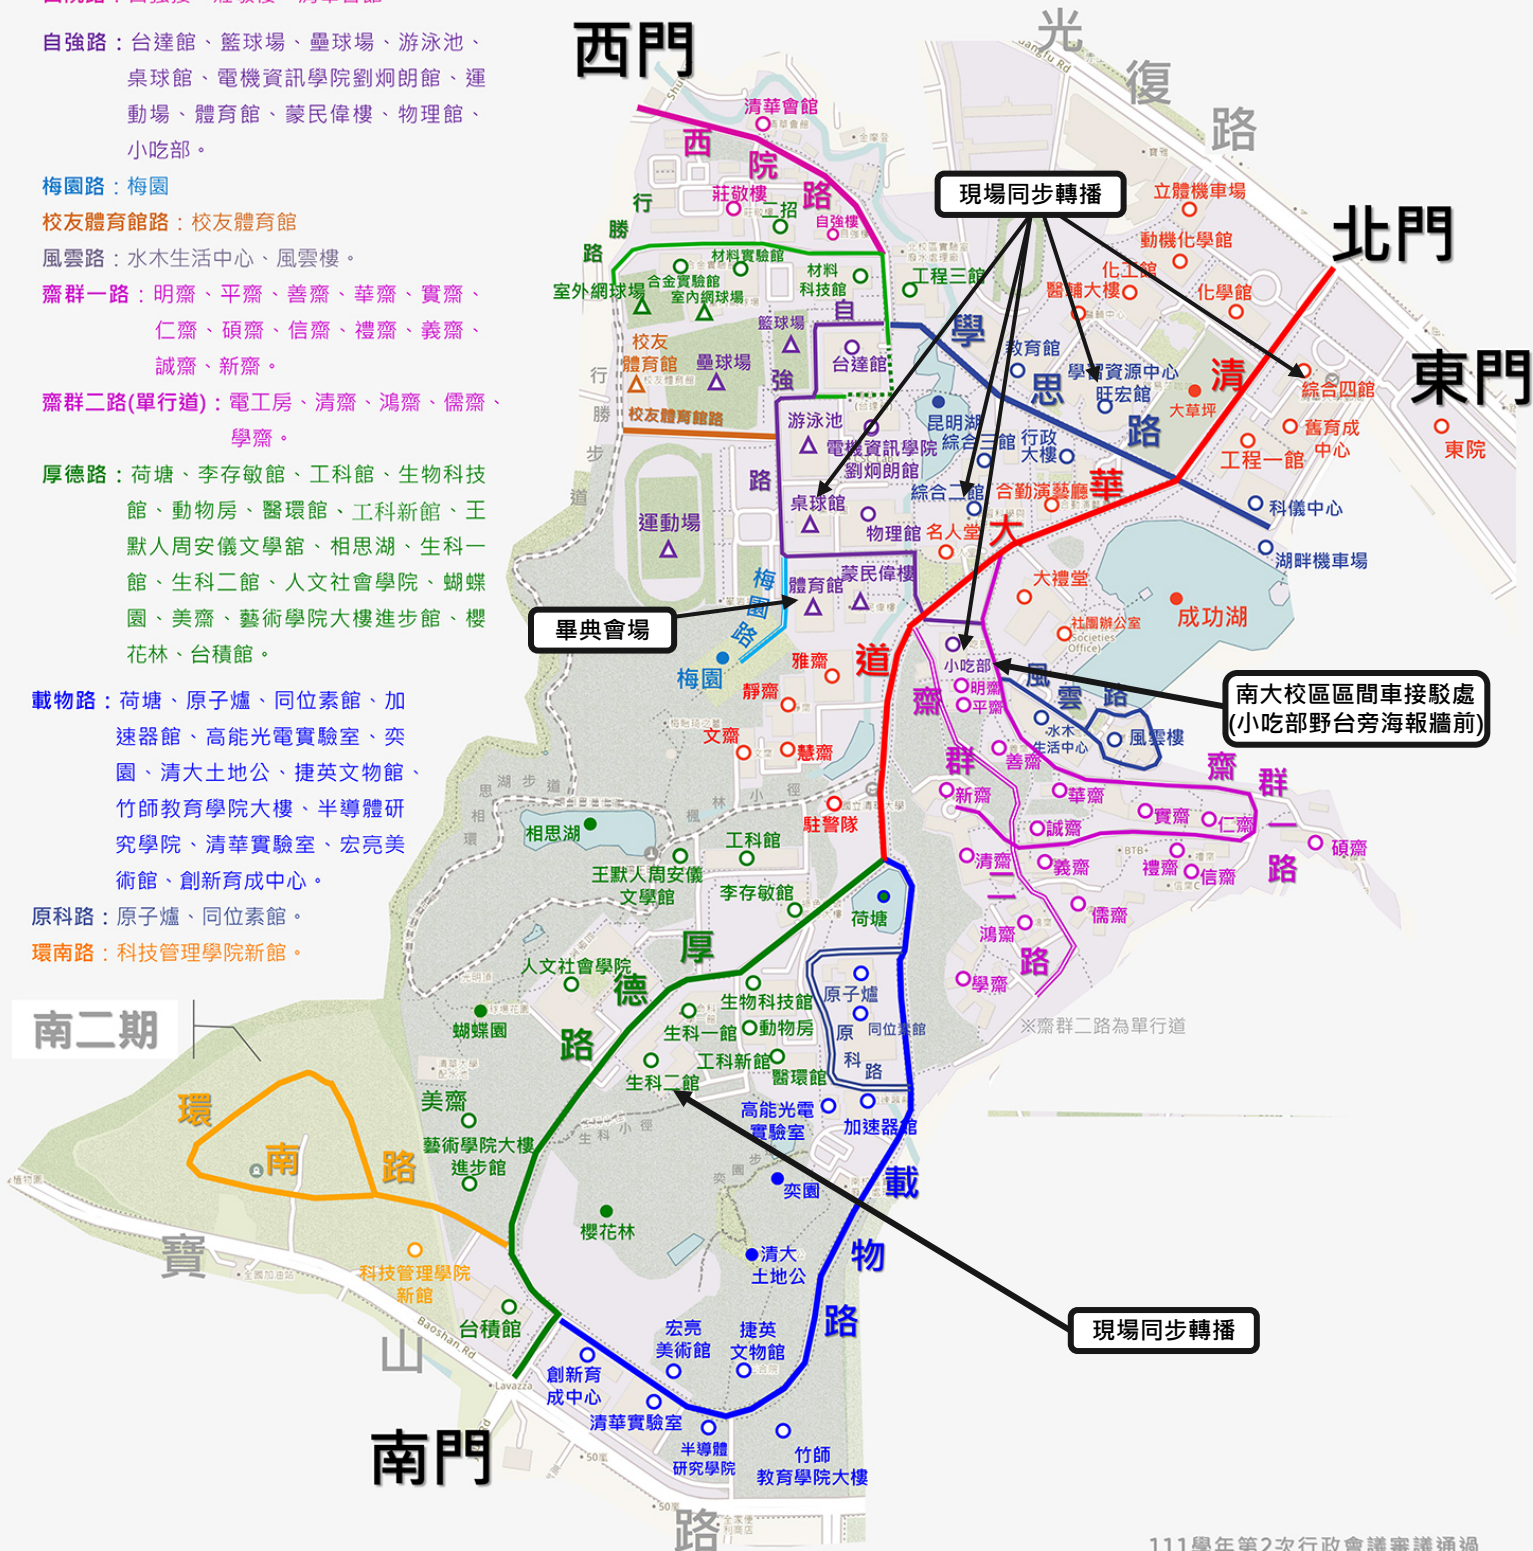 自強路：台達館、籃球場、壘球場、游泳池、
桌球館、電機資訊學院劉炯朗館、運
動場、體育館、蒙民偉樓、物理館、
小吃部。
梅園路：梅園
校友體育館路：校友體育館
風雲路：水木生活中心、風雲樓。
齋群一路：明齋、平齋、善齋、華齋、實齋、
仁齋、碩齋、信齋、禮齋、義齋、
誠齋、新齋。
齋群二路(單行道)：電工房、清齋、鴻齋、儒齋、
學齋。
厚德路：荷塘、李存敏館、工科館、生物科技
館、動物房、醫環館、工科新館、王
默人周安儀文學館、相思湖、生科一
館、生科二館、人文社會學院、蝴蝶
園、美齋、藝術學院大樓進步館、櫻
花林、台積館。
載物路：荷塘、原子爐、同位素館、加
速器館、高能光電實驗室、奕
園、清大土地公、捷英文物館、
竹師教育學院大樓、半導體研
究學院、清華實驗室、宏亮美
術館、創新育成中心。
原科路：原子爐、同位素館。
環南路：科技管理學院新館。
西門
光
復
路
Guangfu Rd
北門
東門
南門
南二期
寶
山
路
Baoshan Rd
清華會館
西
院
路
莊敬樓
二招
自強樓
行
勝
路
材料實驗館
合金實驗館
室外網球場
室內網球場
材料
科技館
工程三館
現場同步轉播
立體機車場
動機化學館
化工館
醫輔大樓
化學館
自
強
路
籃球場
台達館
校友
體育館
壘球場
校友體育館路
行
勝
步
道
學
思
路
教育館
學習資源中心
旺宏館
昆明湖
綜合三館
行政
大樓
大草坪
清
華
大
道
綜合四館
舊育成
中心
工程一館
東院
游泳池
電機資訊學院
劉炯朗館
桌球館
物理館
綜合二館
合勤演藝廳
名人堂
科儀中心
湖畔機車場
運動場
梅
園
路
體育館
蒙民偉樓
畢典會場
梅園
大禮堂
社團辦公室
(Societies
Office)
成功湖
小吃部
明齋
平齋
風
雲
路
水木
生活中心
風雲樓
南大校區區間車接駁處
(小吃部野台旁海報牆前)
雅齋
靜齋
文齋
慧齋
駐警隊
齋
群
二
路
善齋
新齋
華齋
誠齋
實齋
仁齋
齋
群
一
路
碩齋
清齋
義齋
禮齋
信齋
BTB
儒齋
鴻齋
學齋
※齋群二路為單行道
相思湖
工科館
王默人周安儀
文學館
李存敏館
荷塘
厚
德
路
人文社會學院
蝴蝶園
生物科技館
生科一館
動物房
工科新館
生科二館
醫環館
原子爐
同位素館
原
科
路
高能光電
實驗室
加速器館
載
物
路
奕園
清大
土地公
美齋
藝術學院大樓
進步館
櫻花林
環
南
路
科技管理學院
新館
台積館
現場同步轉播
宏亮
美術館
捷英
文物館
創新育
成中心
清華實驗室
半導體
研究學院
竹師
教育學院大樓
Lavazza
50嵐
50嵐
111學年第2次行政會議審議通過